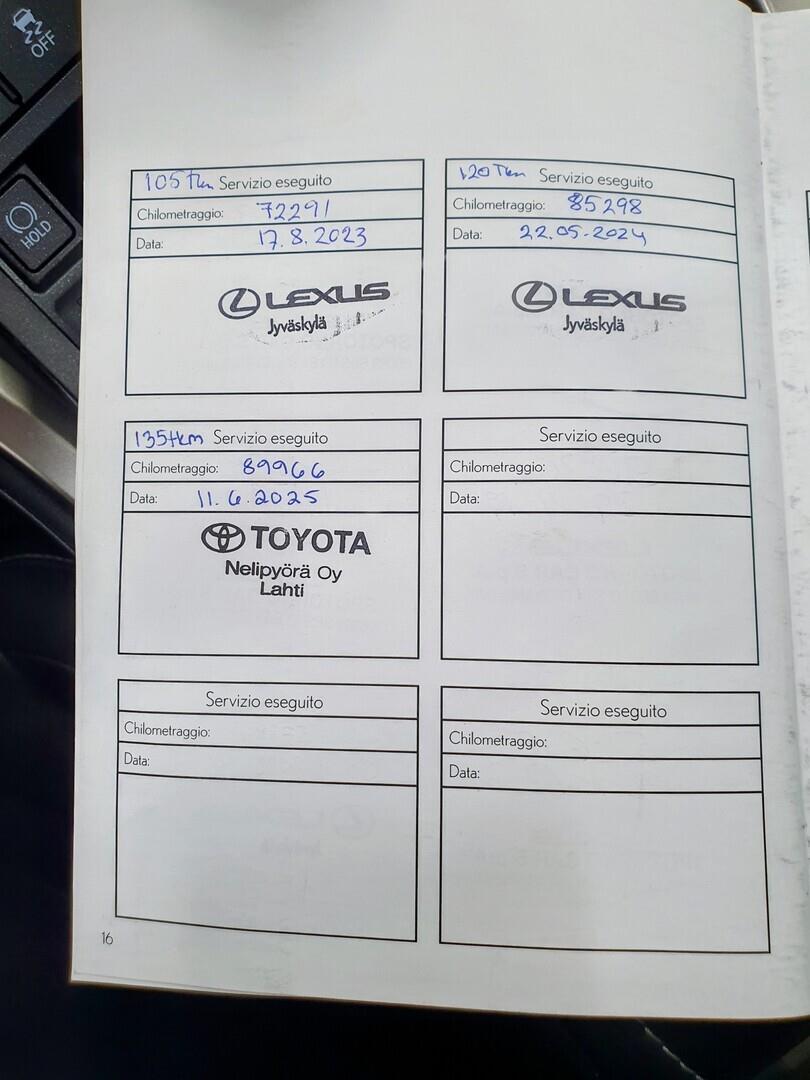 OFF
HOLD
105 tkm Servizio eseguito
Chilometraggio: 72291
Data: 17.8.2023
LEXUS
Jyväskylä
120 Tkm Servizio eseguito
Chilometraggio: 85298
Data: 22.05-2024
LEXUS
Jyväskylä
135tkm Servizio eseguito
Chilometraggio: 89966
Data: 11.6.2025
TOYOTA
Nelipyörä Oy
Lahti
Servizio eseguito
Chilometraggio:
Data:
Servizio eseguito
Chilometraggio:
Data:
Servizio eseguito
Chilometraggio:
Data:
16